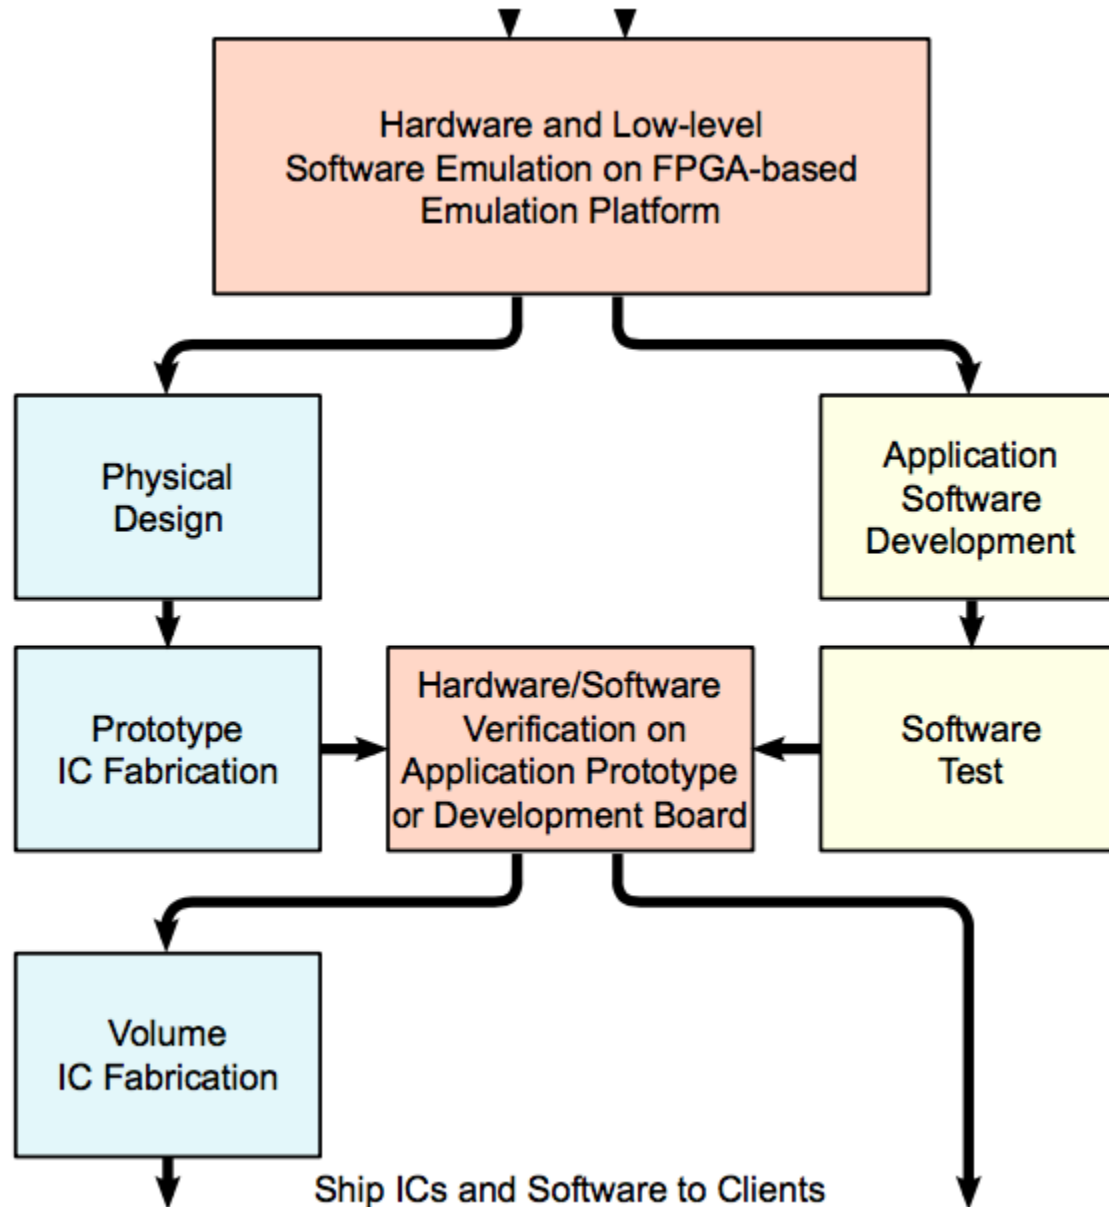 Hardware and Low-level
Software Emulation on FPGA-based
Emulation Platform
Physical
Design
Application
Software
Development
Prototype
IC Fabrication
Hardware/Software
Verification on
Application Prototype
or Development Board
Software
Test
Volume
IC Fabrication
Ship ICs and Software to Clients